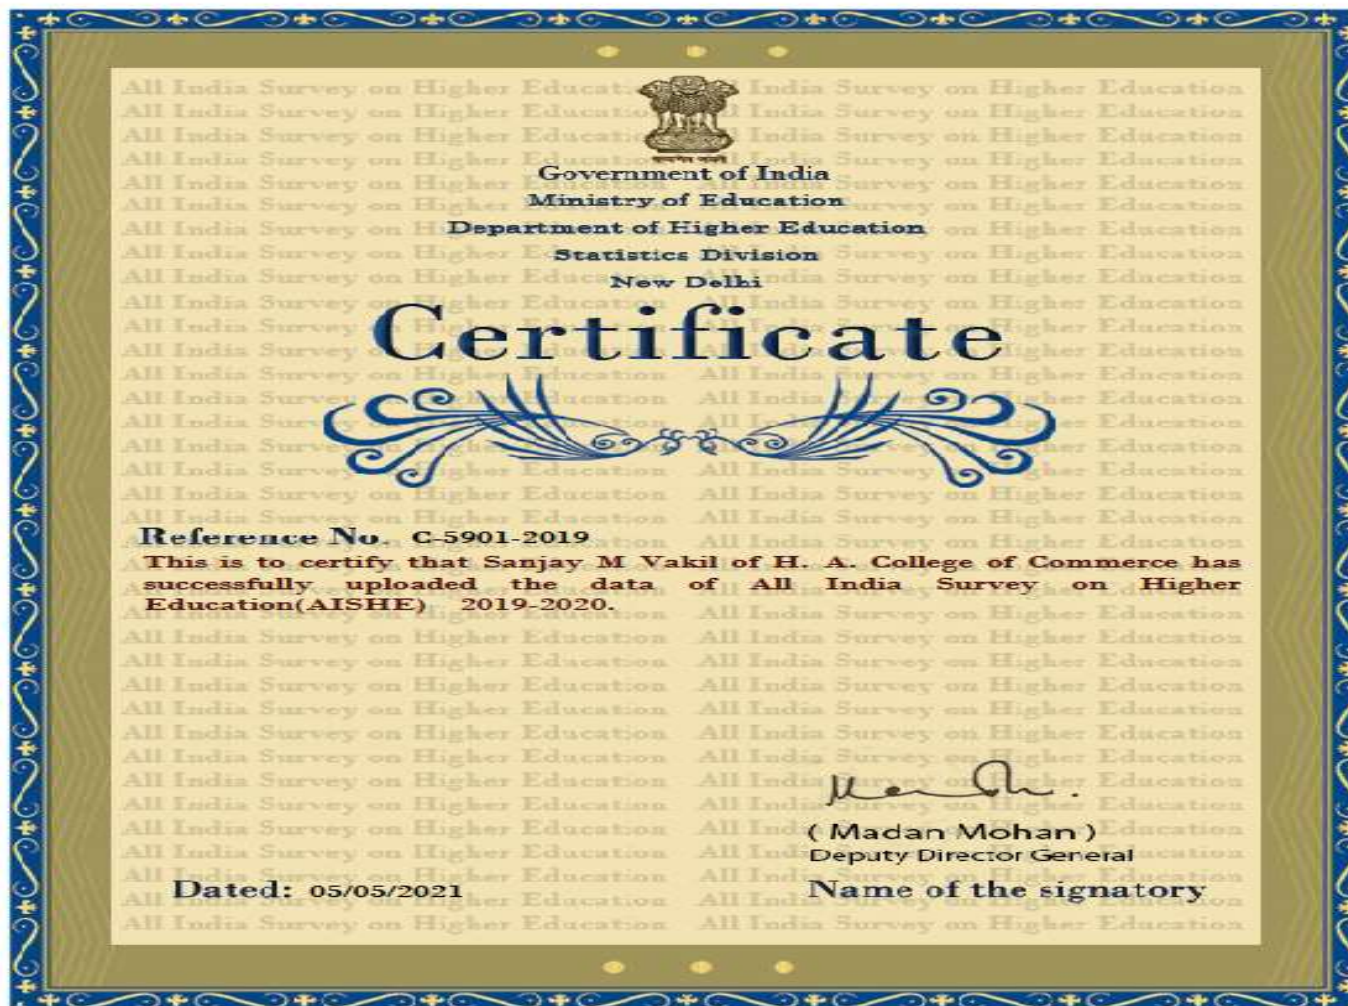 Government of India
Ministry of Education
Department of Higher Education
Statistics Division
New Delhi
Certificate
Reference No. C-5901-2019
This is to certify that Sanjay M Vakil of H. A. College of Commerce has
successfully uploaded the data of All India Survey on Higher
Education(AISHE) 2019-2020.
( Madan Mohan )
Deputy Director General
Dated: 05/05/2021 Name of the signatory